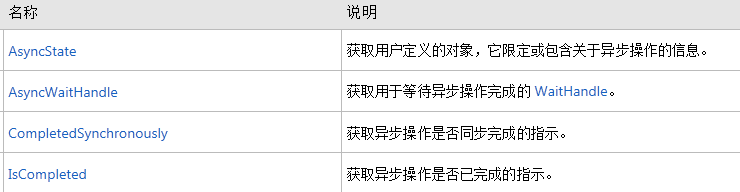 名称 说明
AsyncState 获取用户定义的对象，它限定或包含关于异步操作的信息。
AsyncWaitHandle 获取用于等待异步操作完成的 WaitHandle。
CompletedSynchronously 获取异步操作是否同步完成的指示。
IsCompleted 获取异步操作是否已完成的指示。